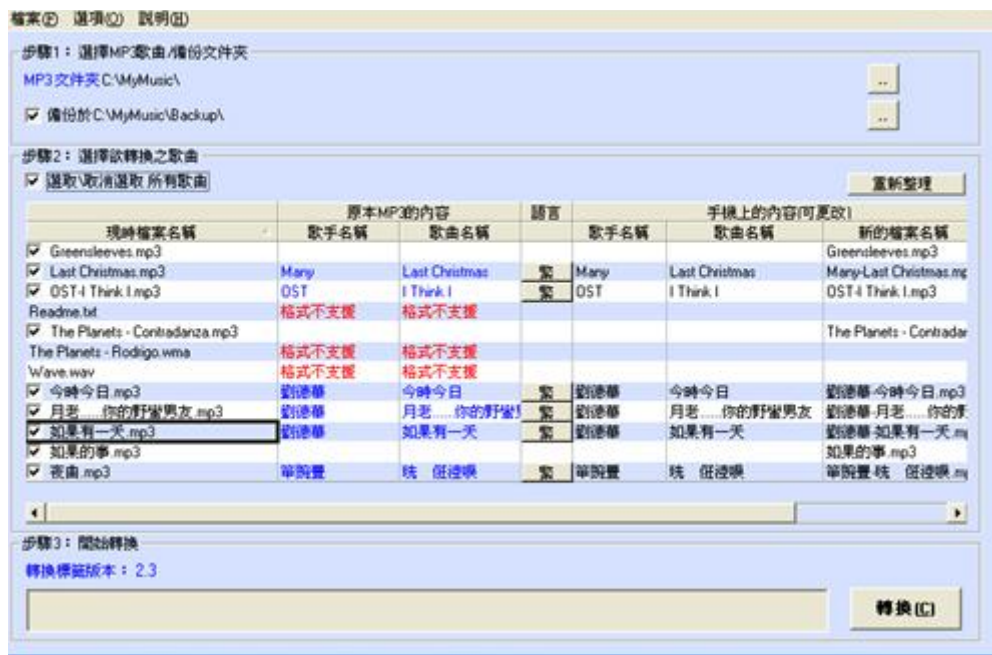 檔案(F) 選項(O) 說明(H)
步驟1：選擇MP3歌曲/備份文件夾
MP3文件夾C:\MyMusic\
..
備份於C:\MyMusic\Backup\
..
步驟2：選擇欲轉換之歌曲
選取\取消選取 所有歌曲
重新整理
原本MP3的內容 語言 手機上的內容(可更改)
現時檔案名稱 歌手名稱 歌曲名稱 歌手名稱 歌曲名稱 新的檔案名稱
Greensleeves.mp3 Greensleeves.mp3
Last Christmas.mp3 Many Last Christmas 繁 Many Last Christmas Many-Last Christmas.mp
OST-I Think I.mp3 OST I Think I 繁 OST I Think I OST-I Think I.mp3
Readme.txt 格式不支援 格式不支援
The Planets - Contradanza.mp3 The Planets - Contradar
The Planets - Rodrigo.wma 格式不支援 格式不支援
Wave.wav 格式不支援 格式不支援
今時今日.mp3 劉德華 今時今日 繁 劉德華 今時今日 劉德華-今時今日.mp3
月老......你的野蠻男友.mp3 劉德華 月老......你的野蠻 繁 劉德華 月老......你的野蠻男友 劉德華-月老......你的
如果有一天.mp3 劉德華 如果有一天 繁 劉德華 如果有一天 劉德華-如果有一天.m
如果的事.mp3 如果的事.mp3
夜曲.mp3 繁
步驟3：開始轉換
轉換標籤版本：2.3
轉換(C)